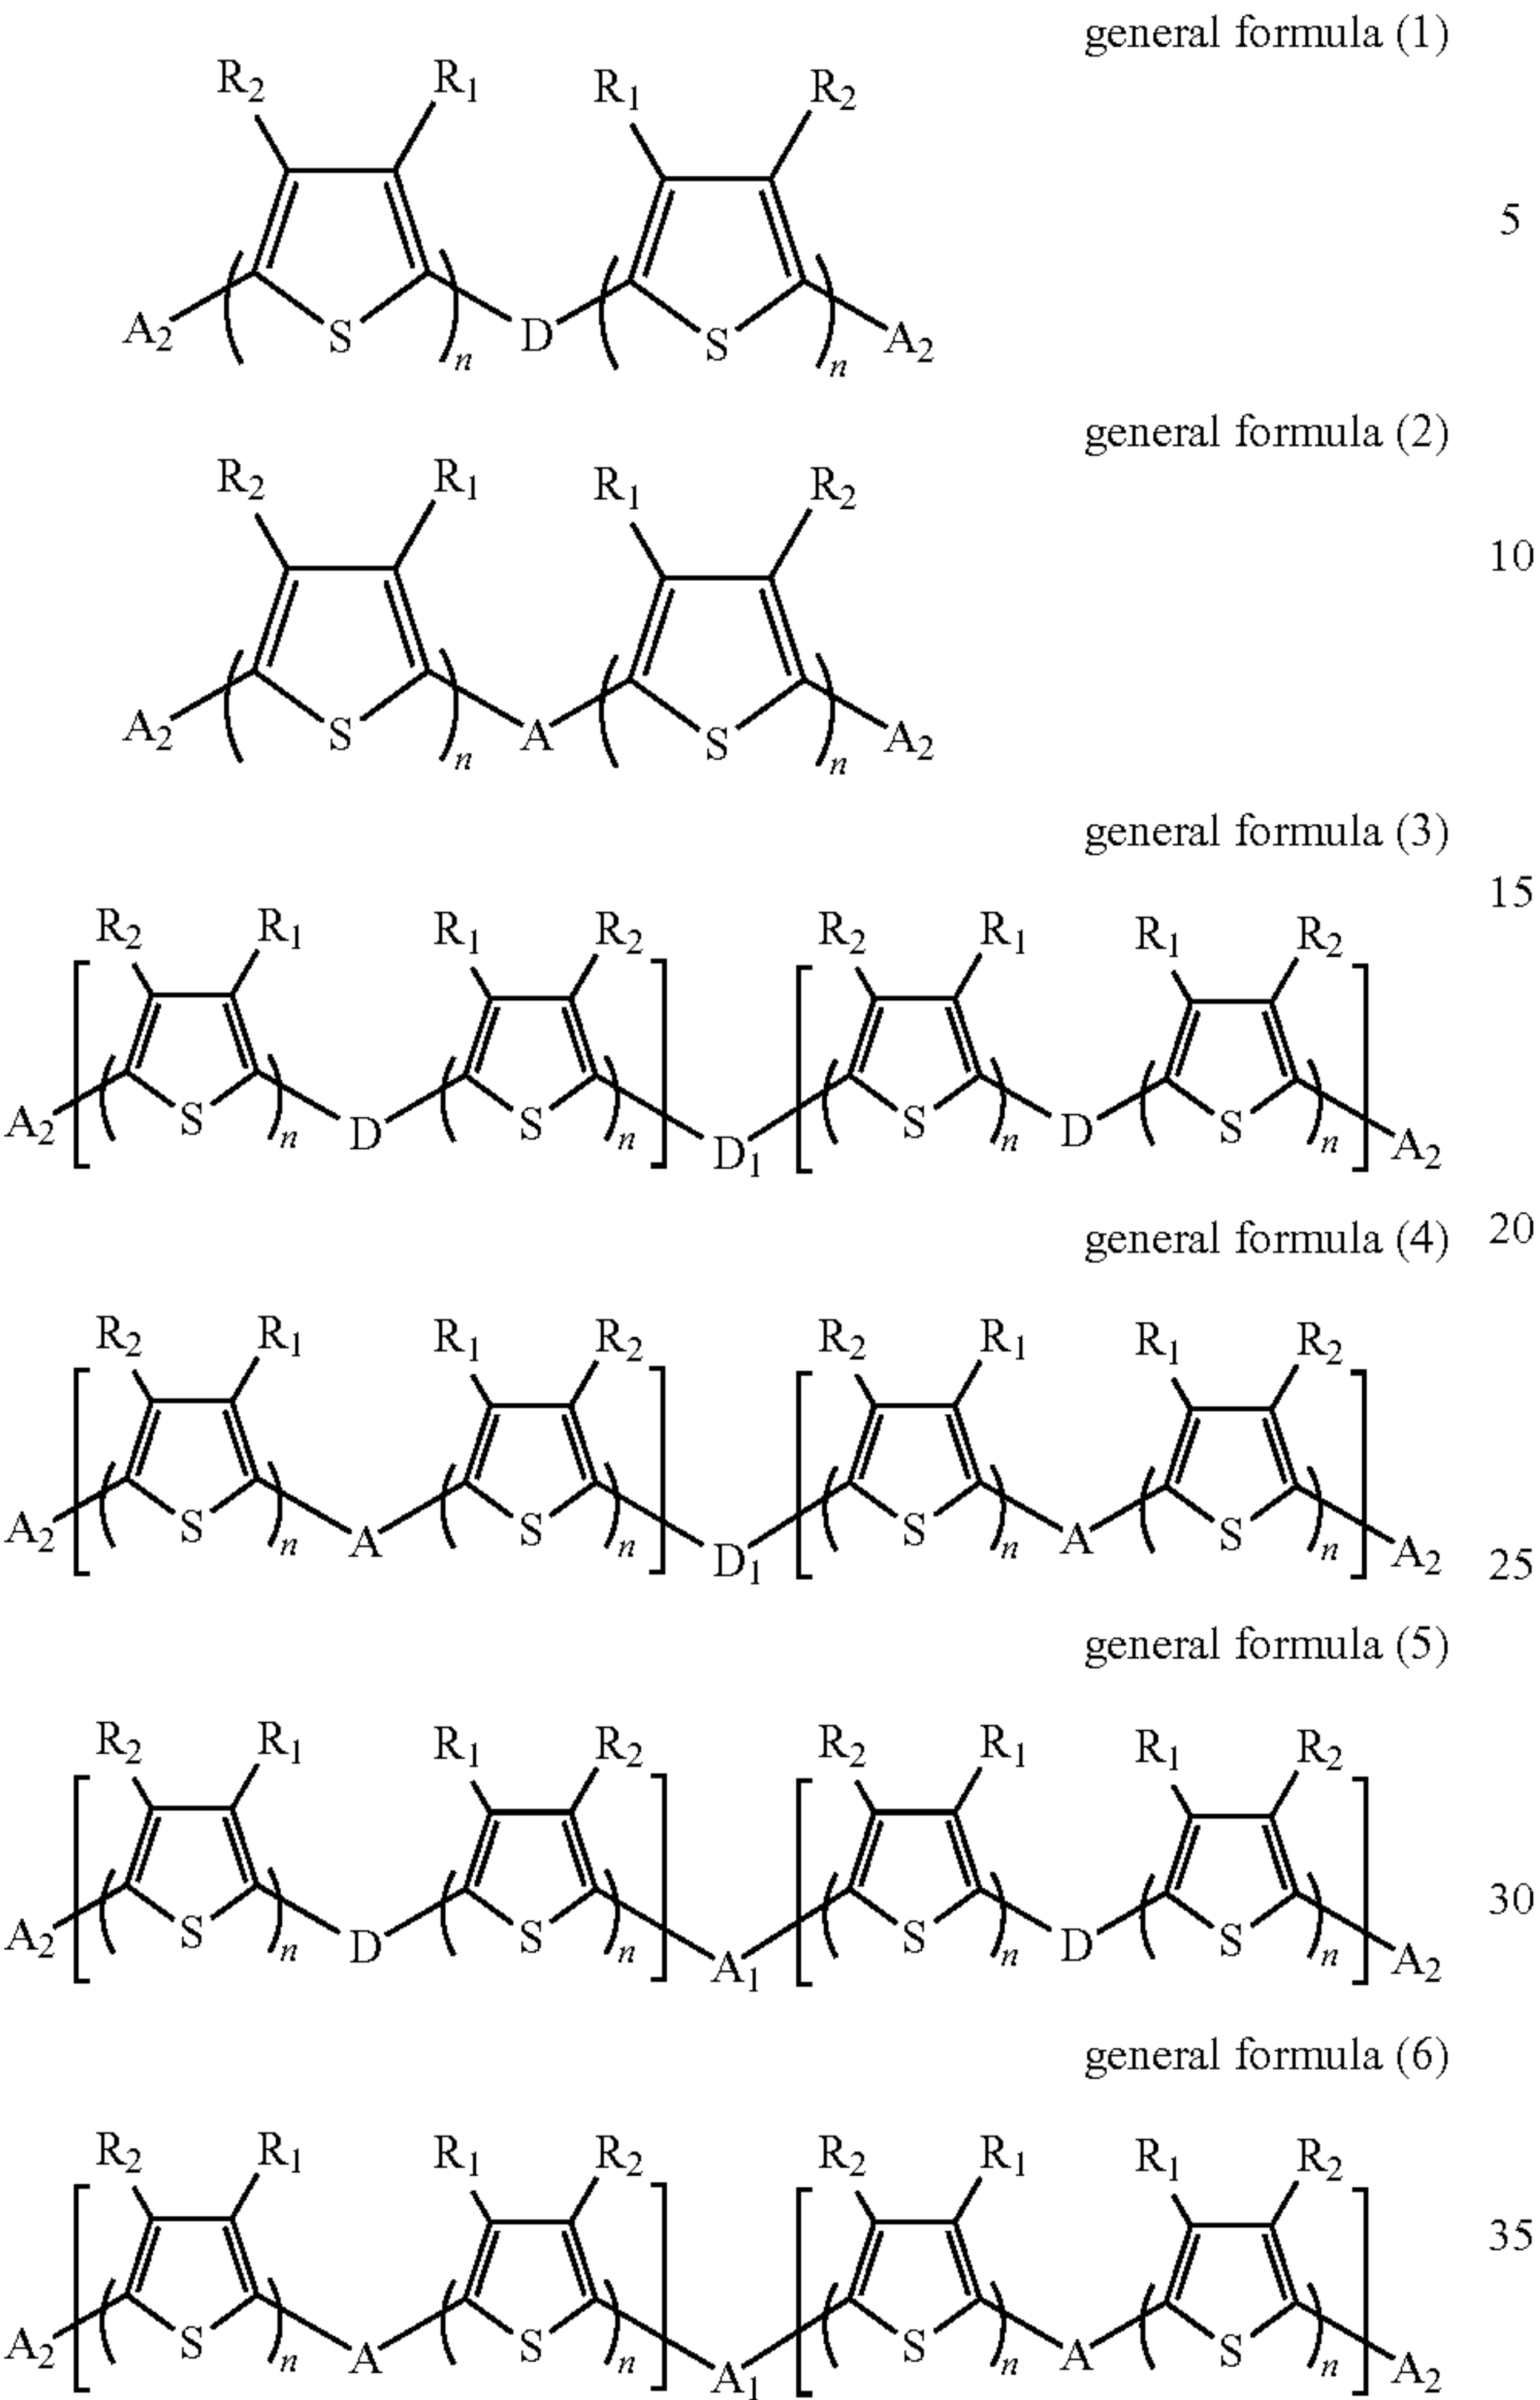 general formula (1)
R2 R1 R1 R2
5
A2 ( S )n D ( S )n A2
general formula (2)
R2 R1 R1 R2
10
A2 ( S )n A ( S )n A2
general formula (3)
15
R2 R1 R1 R2 R2 R1 R1 R2
A2 [ ( S )n D ( S )n ] D1 [ ( S )n D ( S )n ] A2
general formula (4) 20
R2 R1 R1 R2 R2 R1 R1 R2
A2 [ ( S )n A ( S )n ] D1 [ ( S )n A ( S )n ] A2
25
general formula (5)
R2 R1 R1 R2 R2 R1 R1 R2
30
A2 [ ( S )n D ( S )n ] A1 [ ( S )n D ( S )n ] A2
general formula (6)
R2 R1 R1 R2 R2 R1 R1 R2
35
A2 [ ( S )n A ( S )n ] A1 [ ( S )n A ( S )n ] A2